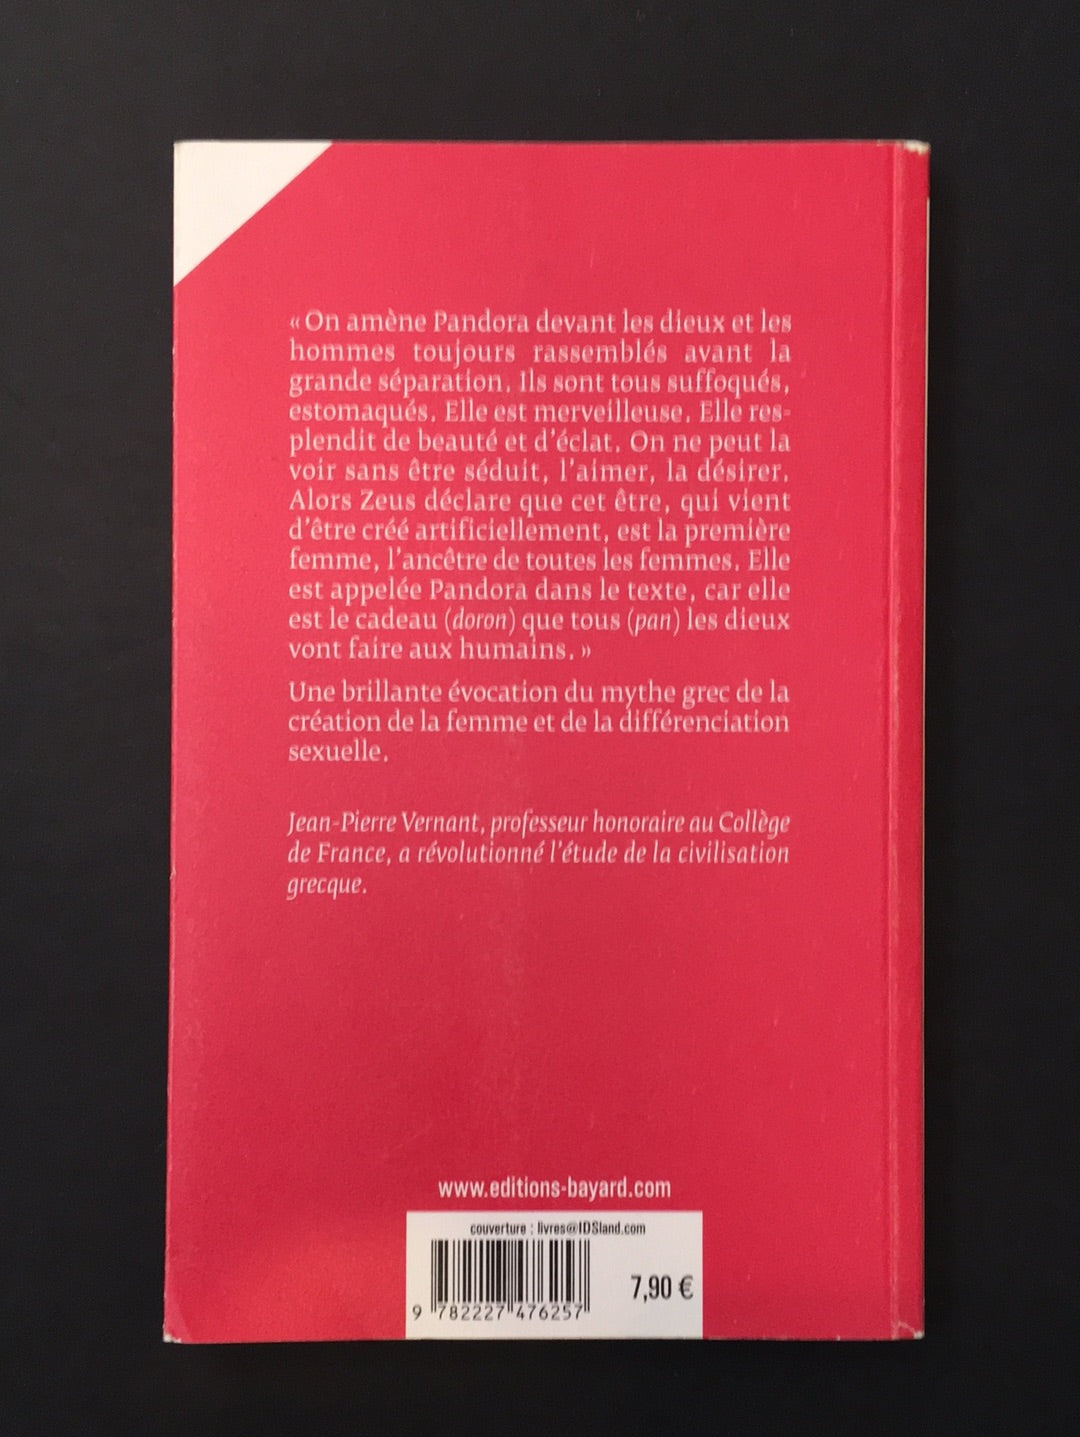 « On amène Pandora devant les dieux et les
hommes toujours rassemblés avant la
grande séparation. Ils sont tous suffoqués,
estomaqués. Elle est merveilleuse. Elle res-
plendit de beauté et d’éclat. On ne peut la
voir sans être séduit, l’aimer, la désirer.
Alors Zeus déclare que cet être, qui vient
d’être créé artificiellement, est la première
femme, l’ancêtre de toutes les femmes. Elle
est appelée Pandora dans le texte, car elle
est le cadeau (doron) que tous (pan) les dieux
vont faire aux humains. »
Une brillante évocation du mythe grec de la
création de la femme et de la différenciation
sexuelle.
Jean-Pierre Vernant, professeur honoraire au Collège
de France, a révolutionné l’étude de la civilisation
grecque.
www.editions-bayard.com
couverture : livres@IDSland.com
7,90 €
9 782227 476257